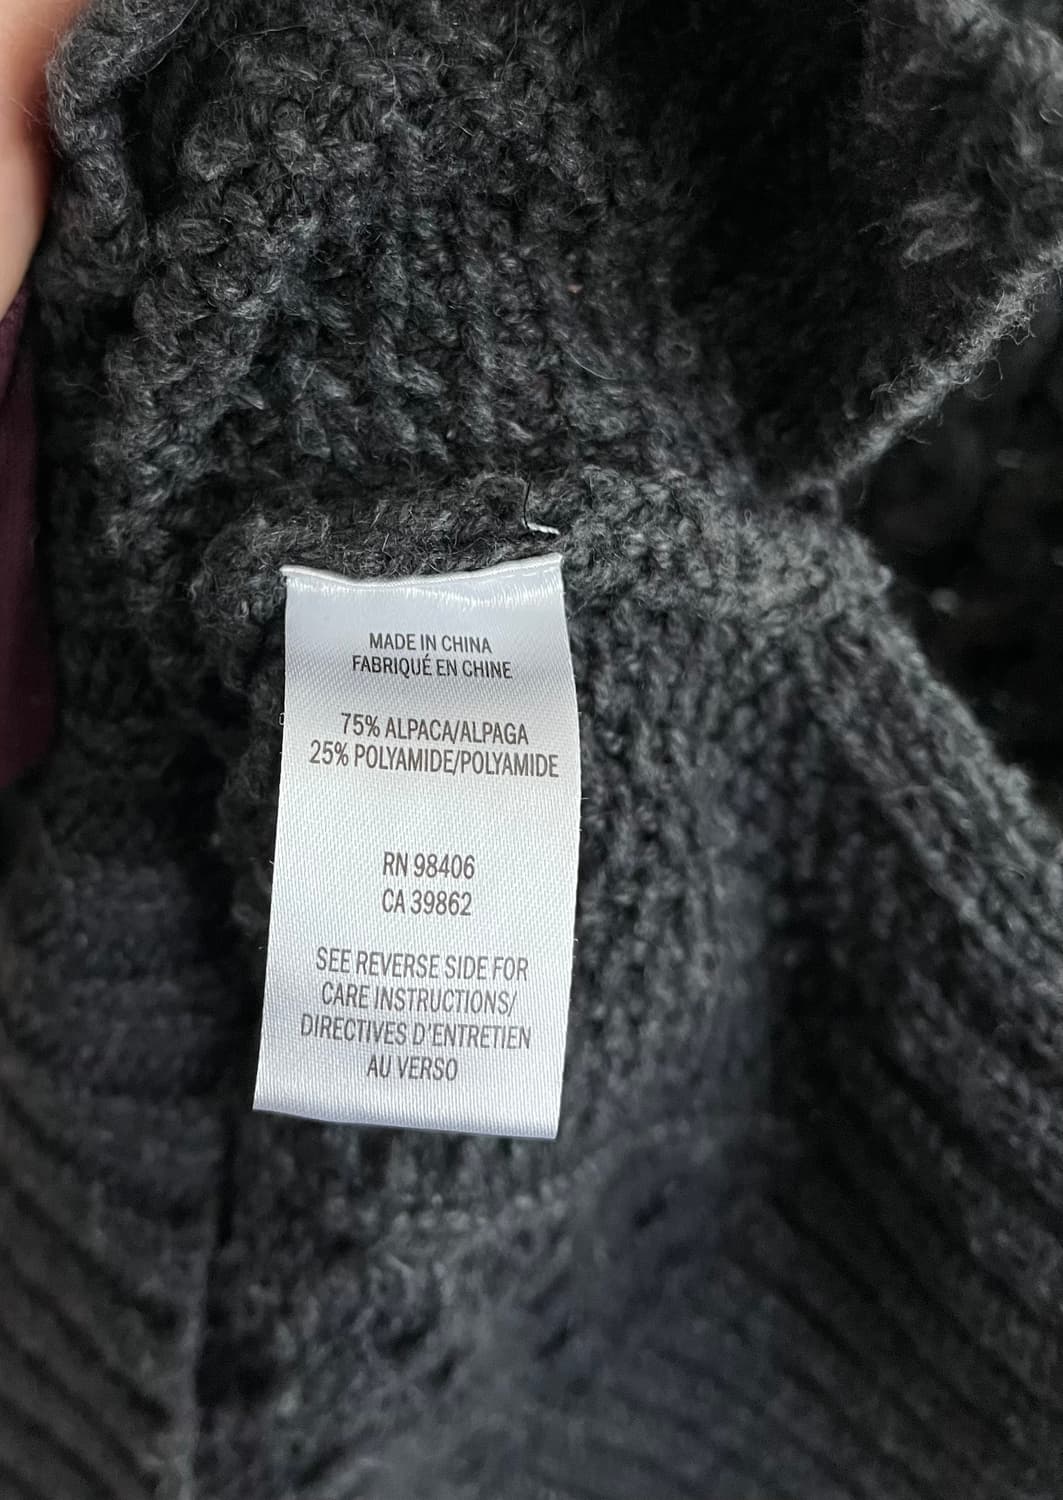 MADE IN CHINA
FABRIQUÉ EN CHINE
75% ALPACA/ALPAGA
25% POLYAMIDE/POLYAMIDE
RN 98406
CA 39862
SEE REVERSE SIDE FOR
CARE INSTRUCTIONS/
DIRECTIVES D'ENTRETIEN
AU VERSO